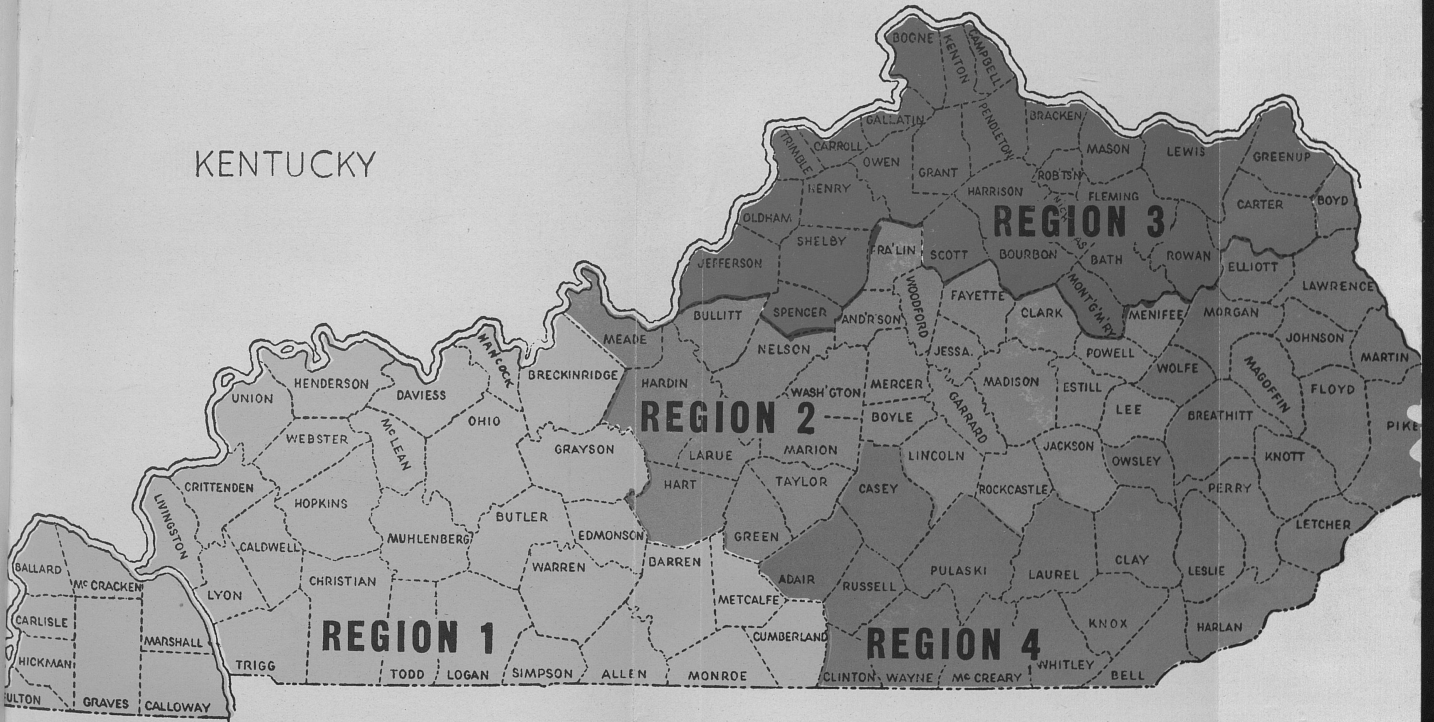 BOONE
KENTON
CAMPBELL
GALLATIN
PENDLETON
BRACKEN
TRIMBLE
CARROLL
OWEN
GRANT
MASON
LEWIS
GREENUP
KENTUCKY
HENRY
HARRISON
ROBTSN
FLEMING
CARTER
BOYD
OLDHAM
REGION 3
SHELBY
FRA'LIN
SCOTT
BOURBON
BATH
ROWAN
ELLIOTT
JEFFERSON
LAWRENCE
WOODFORD
FAYETTE
MONT'G'M'RY
BULLITT
SPENCER
AND'R'SON
CLARK
MENIFEE
MORGAN
MEADE
NELSON
JESSA.
POWELL
JOHNSON
MARTIN
HANCOCK
BRECKINRIDGE
HARDIN
WASH'GTON
MERCER
GARRARD
MADISON
ESTILL
WOLFE
MAGOFFIN
FLOYD
HENDERSON
DAVIESS
UNION
OHIO
REGION 2
BOYLE
LEE
BREATHITT
PIKE
WEBSTER
McLEAN
GRAYSON
LARUE
MARION
LINCOLN
JACKSON
OWSLEY
KNOTT
CRITTENDEN
HART
TAYLOR
CASEY
ROCKCASTLE
PERRY
LIVINGSTON
HOPKINS
BUTLER
EDMONSON
GREEN
LETCHER
CALDWELL
MUHLENBERG
WARREN
BARREN
ADAIR
RUSSELL
PULASKI
LAUREL
CLAY
LESLIE
BALLARD
McCRACKEN
CHRISTIAN
LYON
METCALFE
CARLISLE
MARSHALL
REGION 1
CUMBERLAND
REGION 4
KNOX
HARLAN
HICKMAN
TRIGG
TODD
LOGAN
SIMPSON
ALLEN
MONROE
CLINTON
WAYNE
McCREARY
WHITLEY
BELL
ULTON
GRAVES
CALLOWAY